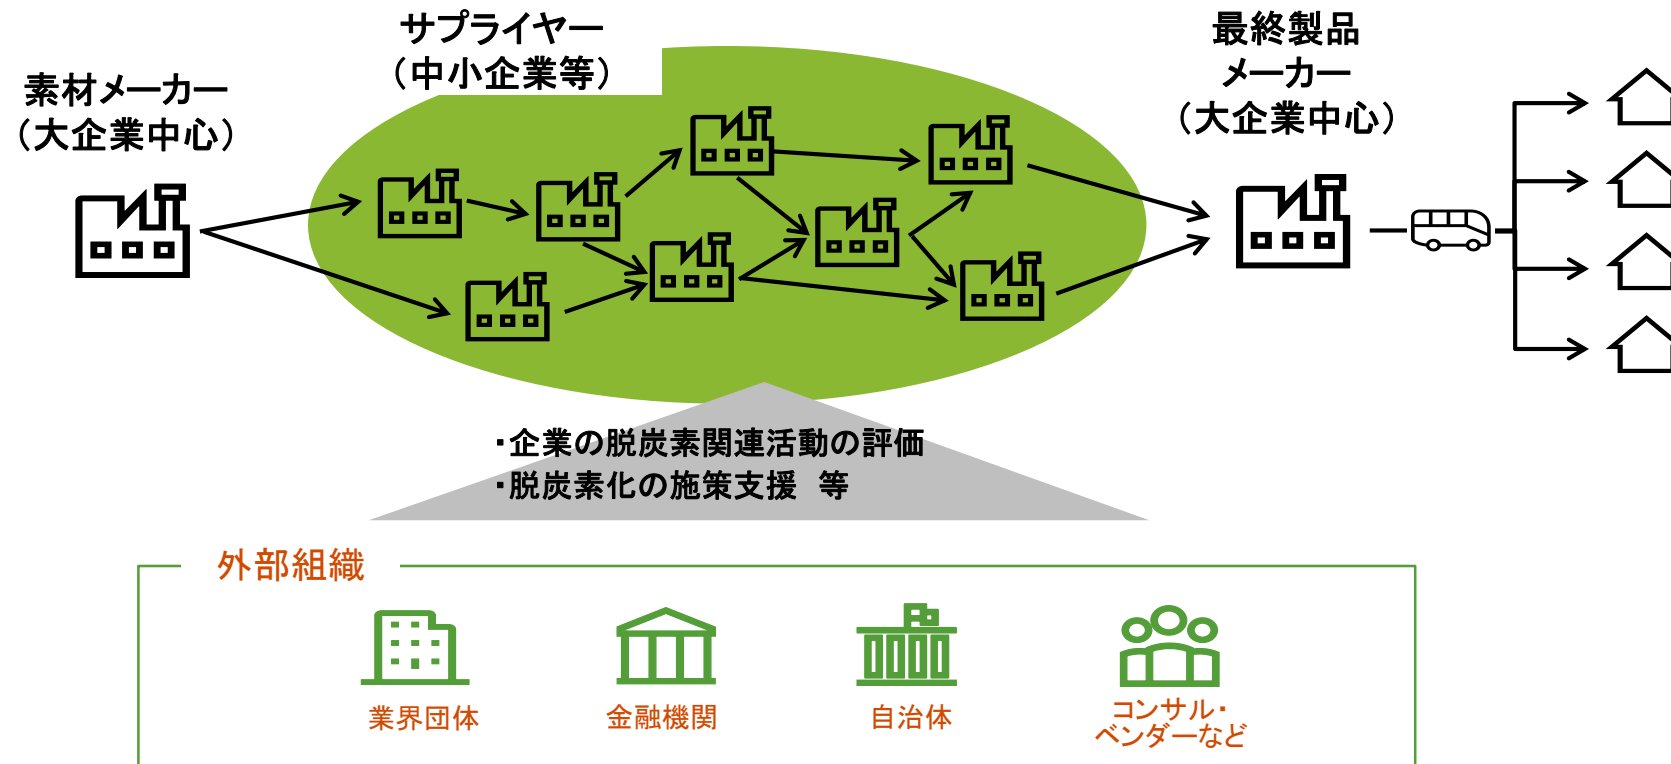 素材メーカー
（大企業中心）
サプライヤー
（中小企業等）
最終製品
メーカー
（大企業中心）
・企業の脱炭素関連活動の評価
・脱炭素化の施策支援　等
外部組織
業界団体
金融機関
自治体
コンサル・
ベンダーなど